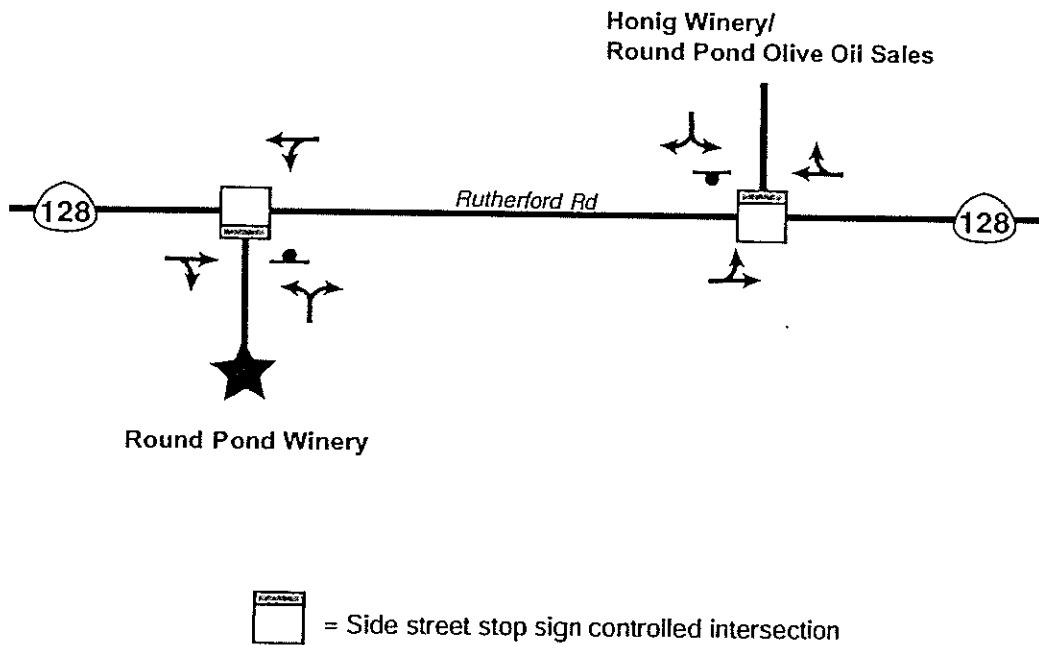 Honig Winery/
Round Pond Olive Oil Sales
128
Rutherford Rd
128
Round Pond Winery
= Side street stop sign controlled intersection